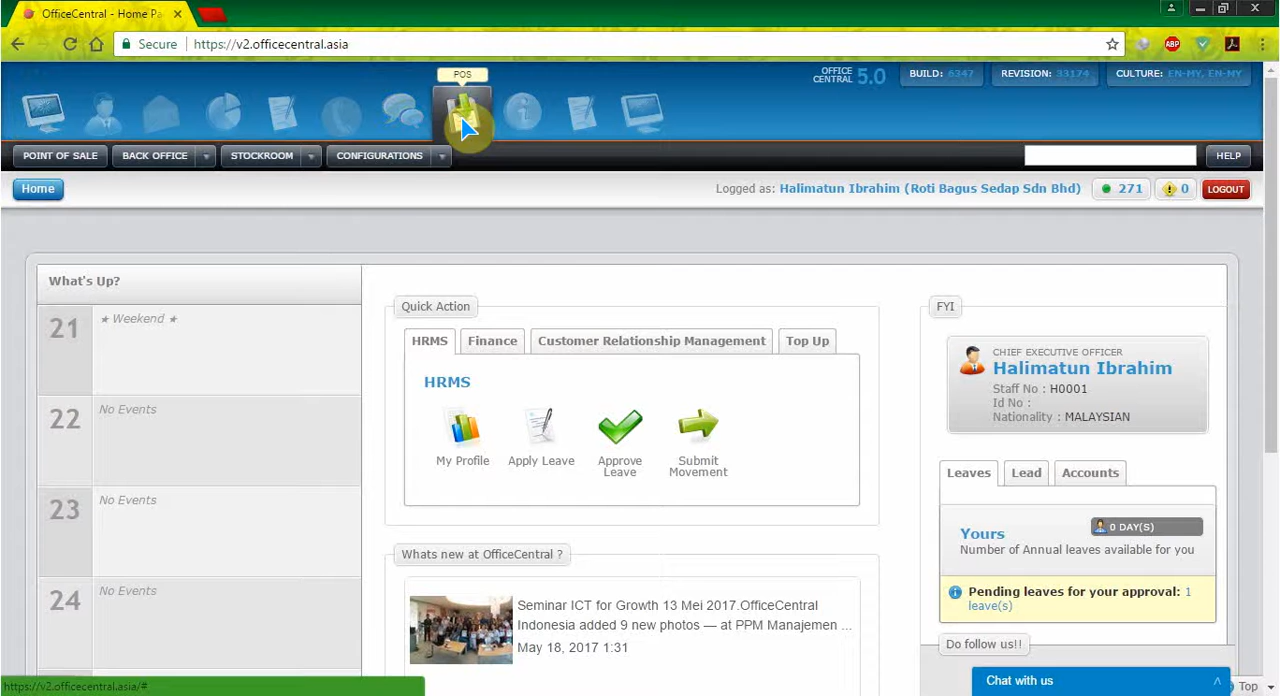 OfficeCentral - Home Pa
Secure
https://v2.officecentral.asia
ABP
POS
OFFICE CENTRAL 5.0
BUILD: 6347
REVISION: 33174
CULTURE: EN-MY, EN-MY
POINT OF SALE
BACK OFFICE
STOCKROOM
CONFIGURATIONS
HELP
Home
Logged as: Halimatun Ibrahim (Roti Bagus Sedap Sdn Bhd)
271
0
LOGOUT
What's Up?
21
★ Weekend ★
22
No Events
23
No Events
24
No Events
Quick Action
HRMS
Finance
Customer Relationship Management
Top Up
HRMS
My Profile
Apply Leave
Approve
Leave
Submit
Movement
Whats new at OfficeCentral ?
Seminar ICT for Growth 13 Mei 2017.OfficeCentral
Indonesia added 9 new photos — at PPM Manajemen ...
May 18, 2017 1:31
FYI
CHIEF EXECUTIVE OFFICER
Halimatun Ibrahim
Staff No : H0001
Id No :
Nationality : MALAYSIAN
Leaves
Lead
Accounts
Yours
0 DAY(S)
Number of Annual leaves available for you
Pending leaves for your approval: 1
leave(s)
Do follow us!!
Chat with us
Top
https://v2.officecentral.asia/#